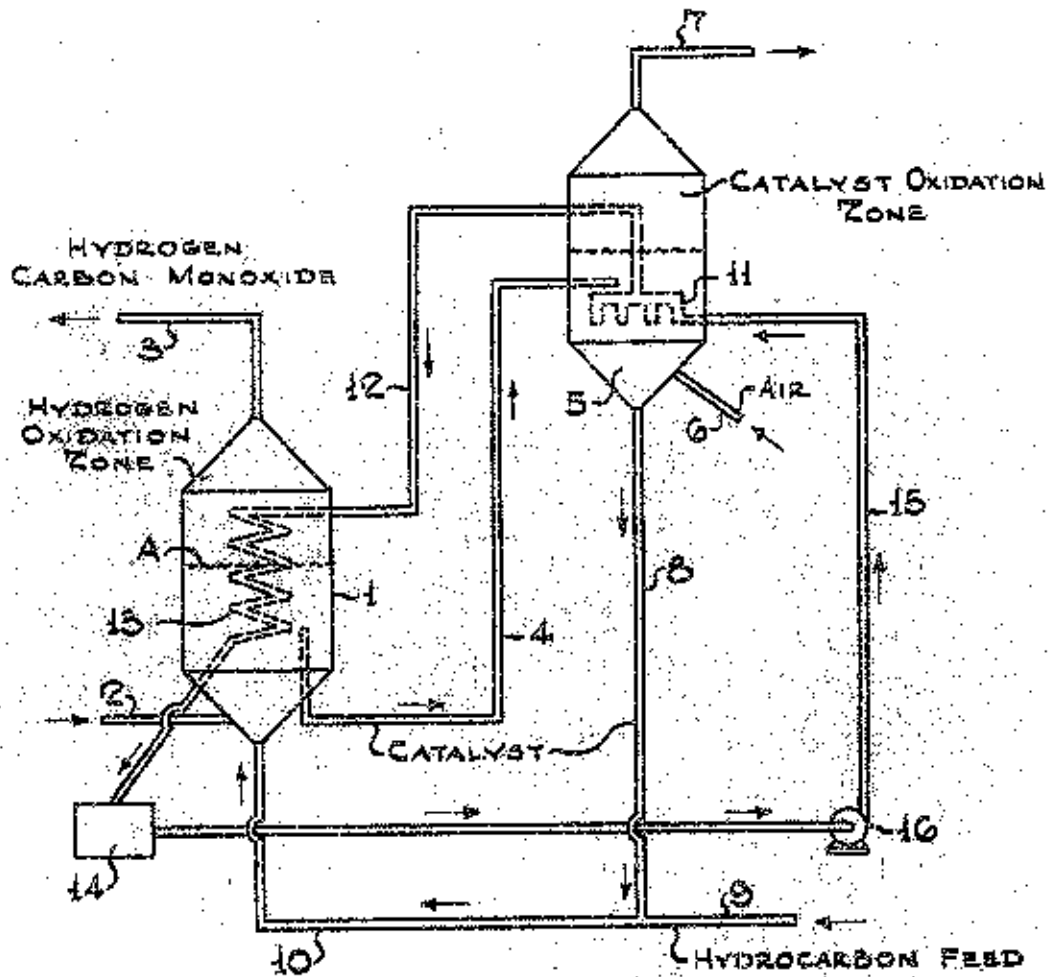 7
CATALYST OXIDATION
ZONE
HYDROGEN
CARBON MONOXIDE
11
3
12
5
AIR
6
HYDROGEN
OXIDATION
ZONE
15
A
8
1
13
4
2
CATALYST
16
14
9
10
HYDROCARBON FEED